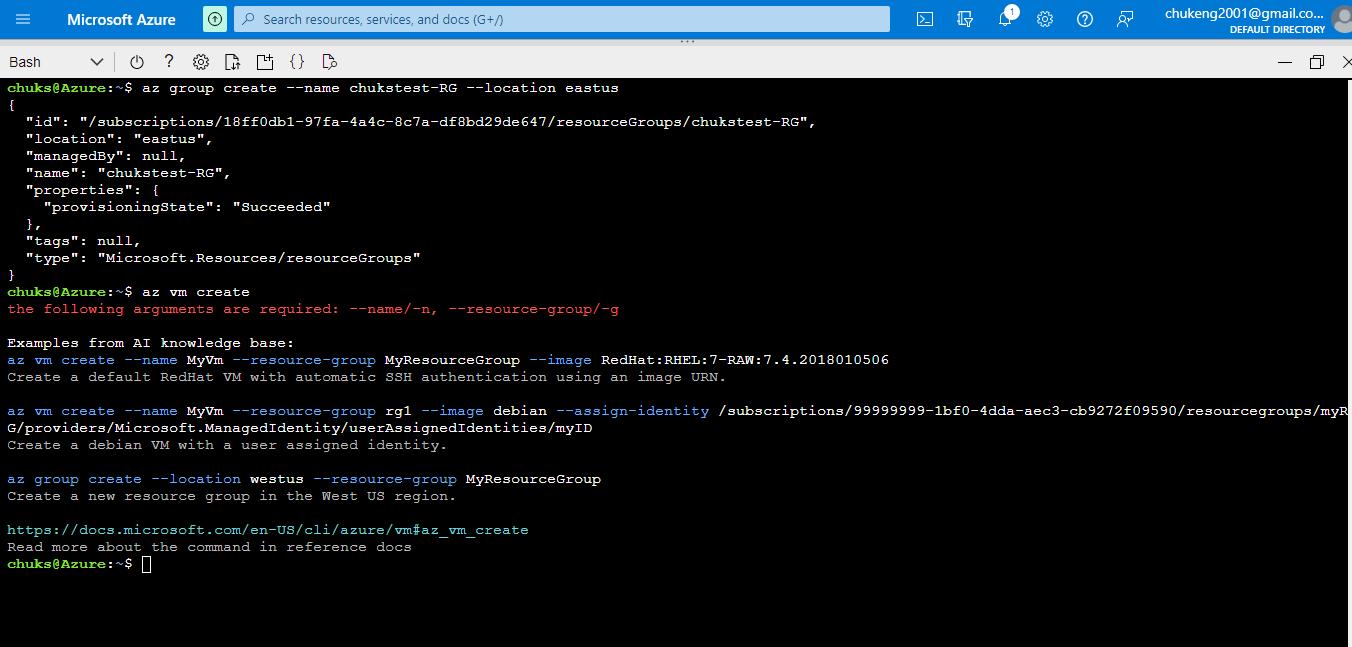 Microsoft Azure
Search resources, services, and docs (G+/)
1
chukeng2001@gmail.co...
DEFAULT DIRECTORY
Bash
chuks@Azure:~$ az group create --name chukstest-RG --location eastus
{
  "id": "/subscriptions/18ff0db1-97fa-4a4c-8c7a-df8bd29de647/resourceGroups/chukstest-RG",
  "location": "eastus",
  "managedBy": null,
  "name": "chukstest-RG",
  "properties": {
    "provisioningState": "Succeeded"
  },
  "tags": null,
  "type": "Microsoft.Resources/resourceGroups"
}
chuks@Azure:~$ az vm create
the following arguments are required: --name/-n, --resource-group/-g
Examples from AI knowledge base:
az vm create --name MyVm --resource-group MyResourceGroup --image RedHat:RHEL:7-RAW:7.4.2018010506
Create a default RedHat VM with automatic SSH authentication using an image URN.
az vm create --name MyVm --resource-group rg1 --image debian --assign-identity /subscriptions/99999999-1bf0-4dda-aec3-cb9272f09590/resourcegroups/myR
G/providers/Microsoft.ManagedIdentity/userAssignedIdentities/myID
Create a debian VM with a user assigned identity.
az group create --location westus --resource-group MyResourceGroup
Create a new resource group in the West US region.
https://docs.microsoft.com/en-US/cli/azure/vm#az_vm_create
Read more about the command in reference docs
chuks@Azure:~$